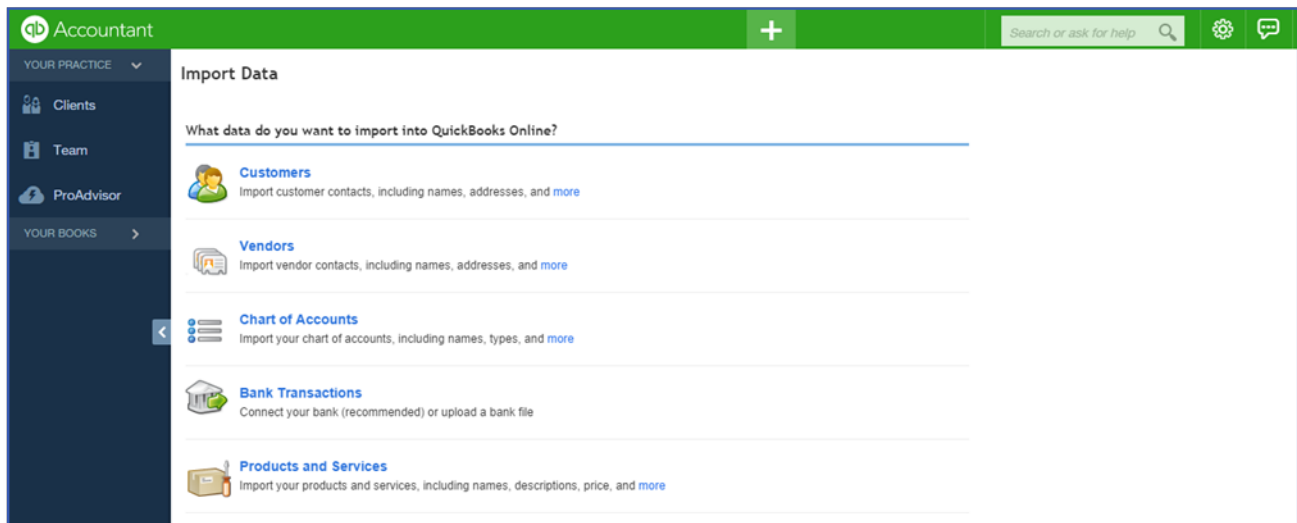 qb Accountant
Search or ask for help
YOUR PRACTICE
Clients
Team
ProAdvisor
YOUR BOOKS
Import Data
What data do you want to import into QuickBooks Online?
Customers
Import customer contacts, including names, addresses, and more
Vendors
Import vendor contacts, including names, addresses, and more
Chart of Accounts
Import your chart of accounts, including names, types, and more
Bank Transactions
Connect your bank (recommended) or upload a bank file
Products and Services
Import your products and services, including names, descriptions, price, and more